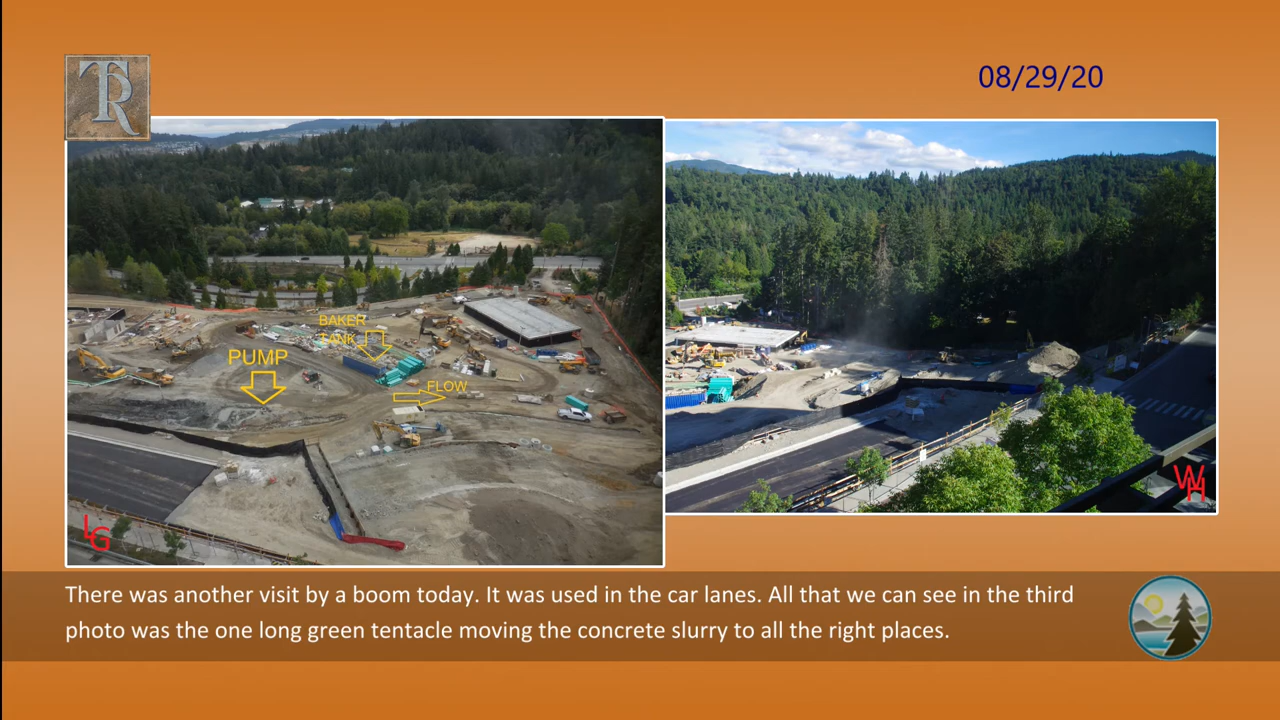 TR
08/29/20
BAKER
TANK
PUMP
FLOW
LG
WH
There was another visit by a boom today. It was used in the car lanes. All that we can see in the third
photo was the one long green tentacle moving the concrete slurry to all the right places.